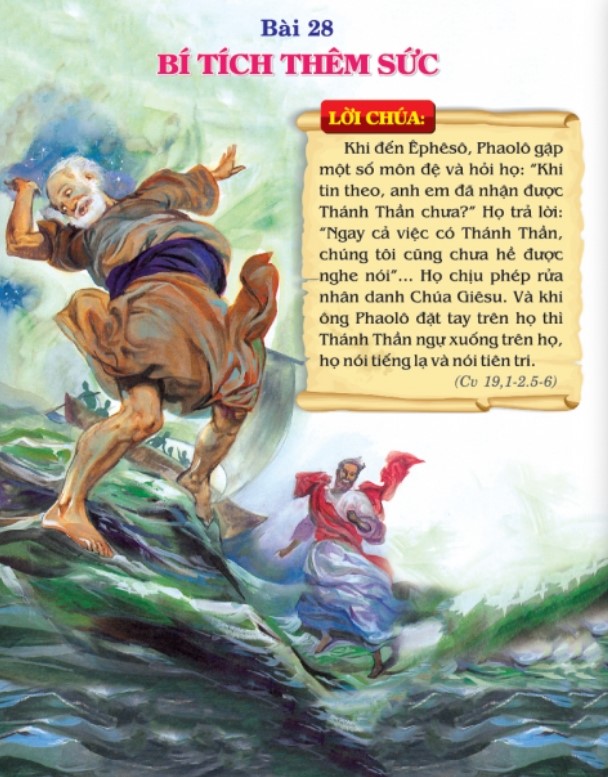 Bài 28
BÍ TÍCH THÊM SỨC
LỜI CHÚA:
Khi đến Êphêsô, Phaolô gặp
một số môn đệ và hỏi họ: "Khi
tin theo, anh em đã nhận được
Thánh Thần chưa?" Họ trả lời:
"Ngay cả việc có Thánh Thần,
chúng tôi cũng chưa hề được
nghe nói"... Họ chịu phép rửa
nhân danh Chúa Giêsu. Và khi
ông Phaolô đặt tay trên họ thì
Thánh Thần ngự xuống trên họ,
họ nói tiếng lạ và nói tiên tri.
(Cv 19,1-2.5-6)